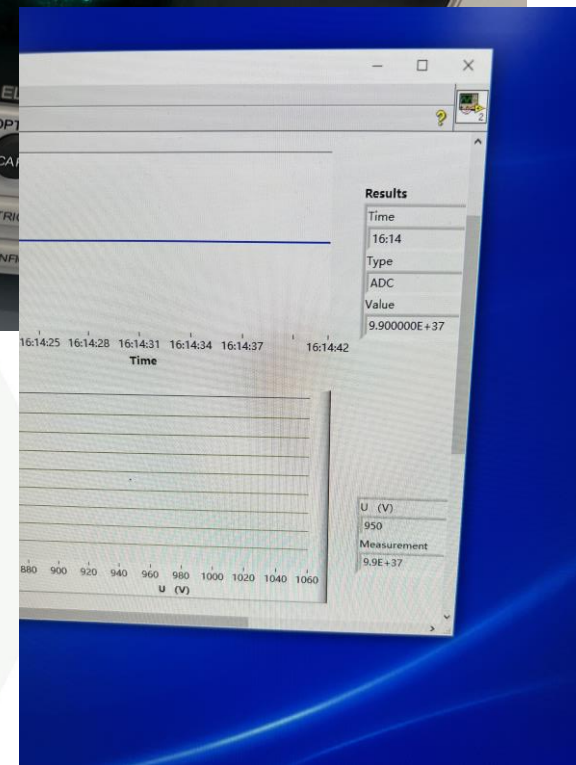 2
Results
Time
16:14
Type
ADC
Value
9.900000E+37
16:14:25 16:14:28 16:14:31 16:14:34 16:14:37 16:14:42
Time
U (V)
950
Measurement
9.9E+37
880 900 920 940 960 980 1000 1020 1040 1060
U (V)